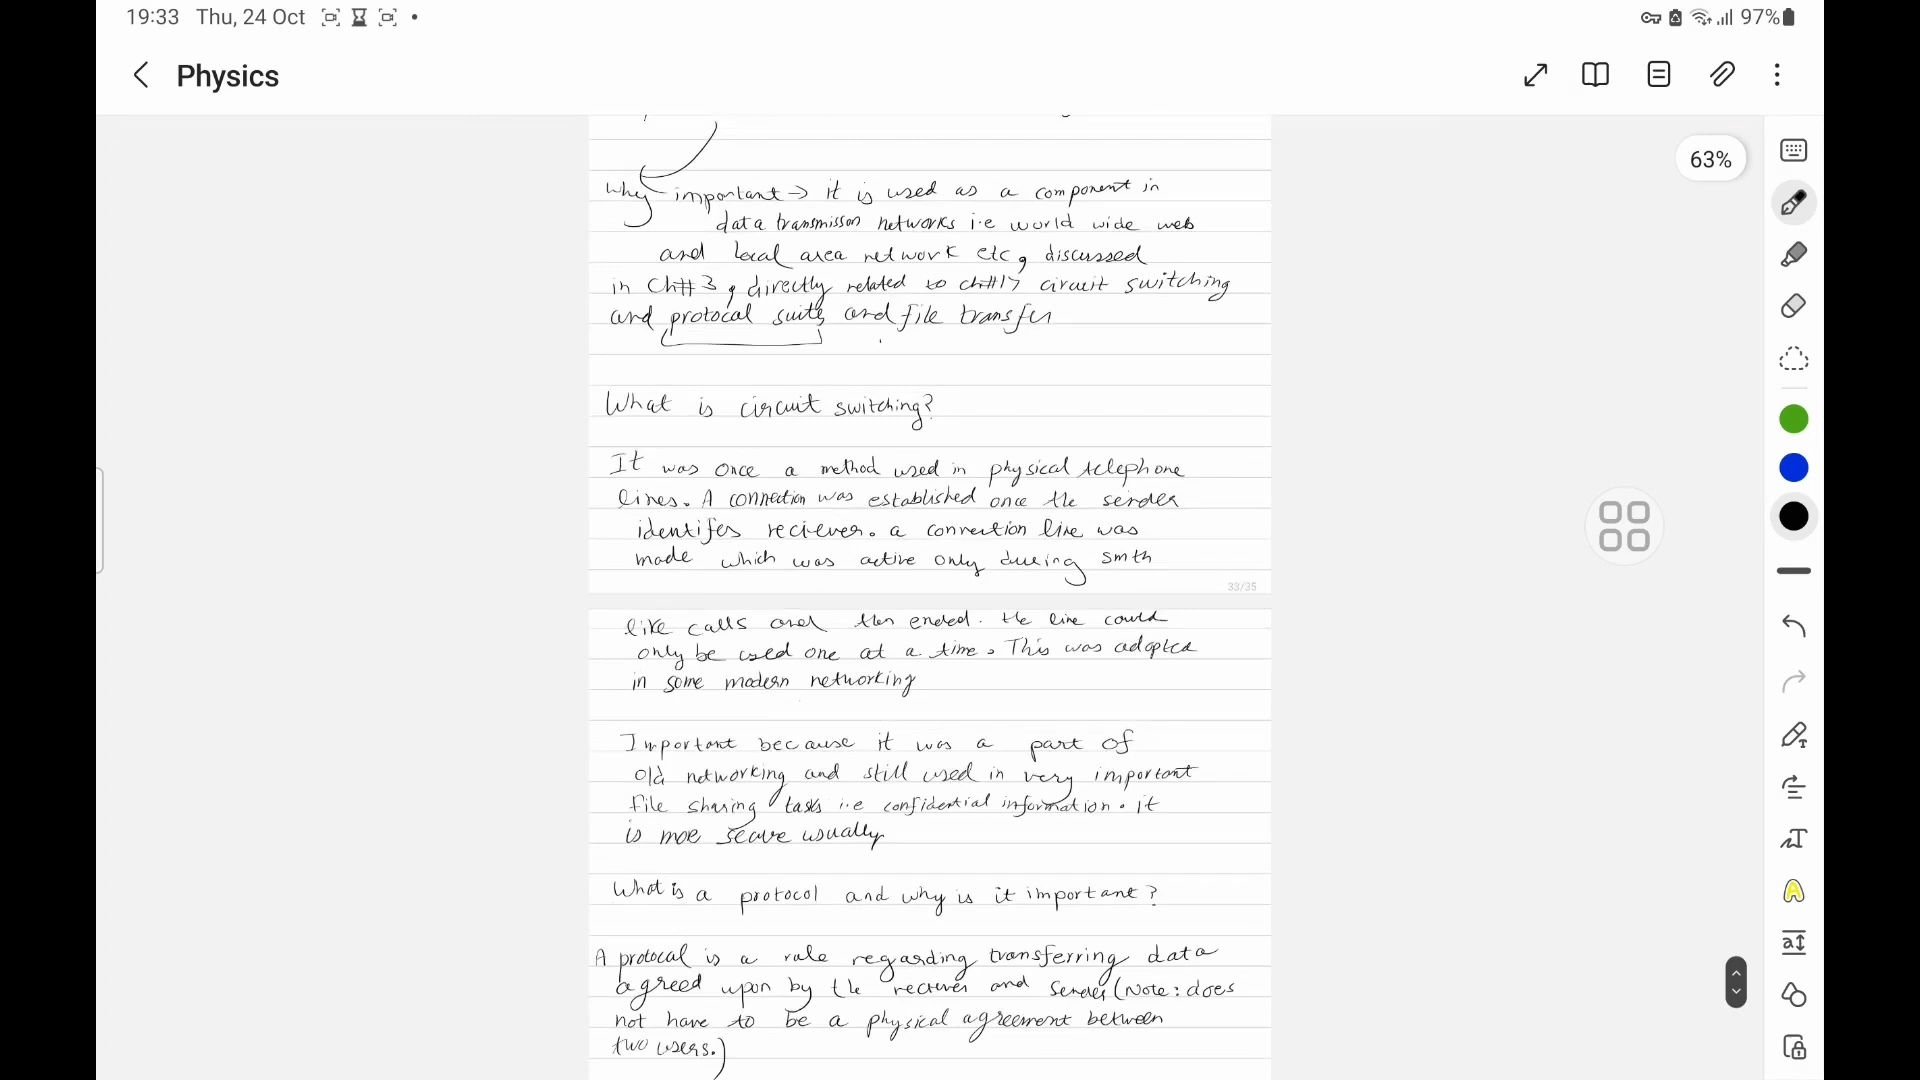 19:33 Thu, 24 Oct
97%
Physics
63%
Why important → it is used as a component in
data transmisson networks i.e world wide web
and local area network etc, discussed
in Ch#3, directly related to ch#17 circuit switching
and protocal suits and file transfer
What is circuit switching?
It was once a method used in physical telephone
lines. A connection was established once the sender
identifes reciever. a connection line was
made which was active only during smth
33/35
like calls and then ended. the line could
only be used one at a time. This was adopted
in some modern networking
Important because it was a part of
old networking and still used in very important
file sharing tasks i.e confidential information. it
is moe secure usually
What is a protocol and why is it important?
A protocal is a rule regarding transferring data
agreed upon by the reciever and sender (Note: does
not have to be a physical agreement between
two users.)